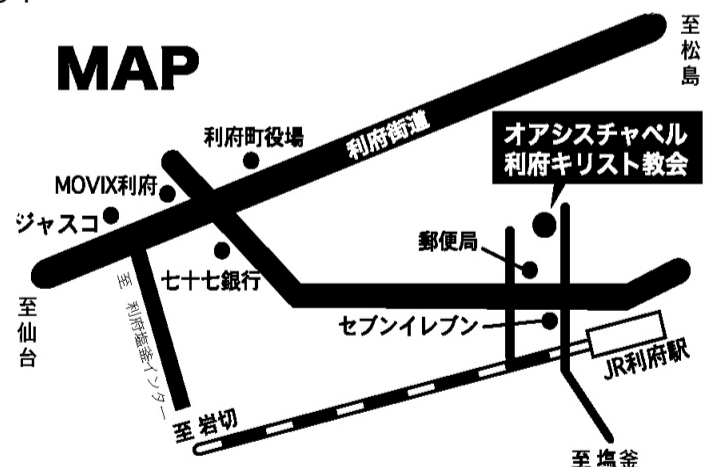 MAP
至松島
利府街道
利府町役場
オアシスチャペル
利府キリスト教会
MOVIX利府
ジャスコ
郵便局
七十七銀行
至 利府塩釜インター
至仙台
セブンイレブン
JR利府駅
至 岩切
至 塩釜